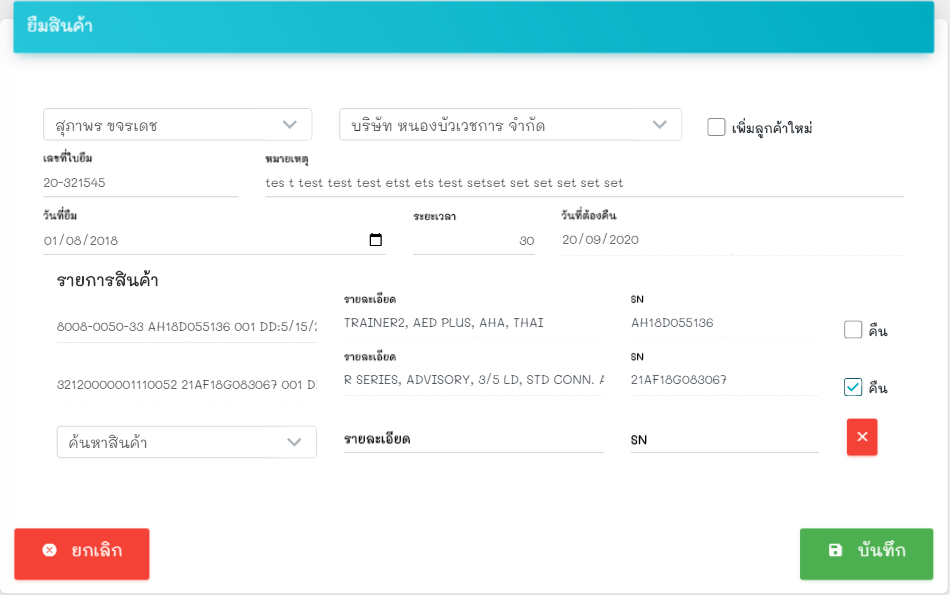 ยืมสินค้า
สุภาพร ขจรเดช
บริษัท หนองบัวเวชการ จำกัด
เพิ่มลูกค้าใหม่
เลขที่ใบยืม
หมายเหตุ
20-321545
tes t test test test etst ets test setset set set set set set
วันที่ยืม
ระยะเวลา
วันที่ต้องคืน
01/08/2018
30
20/09/2020
รายการสินค้า
รายละเอียด
SN
8008-0050-33 AH18D055136 001 DD:5/15/2
TRAINER2, AED PLUS, AHA, THAI
AH18D055136
คืน
รายละเอียด
SN
32120000001110052 21AF18G083067 001 D
R SERIES, ADVISORY, 3/5 LD, STD CONN. A
21AF18G083067
คืน
ค้นหาสินค้า
รายละเอียด
SN
ยกเลิก
บันทึก